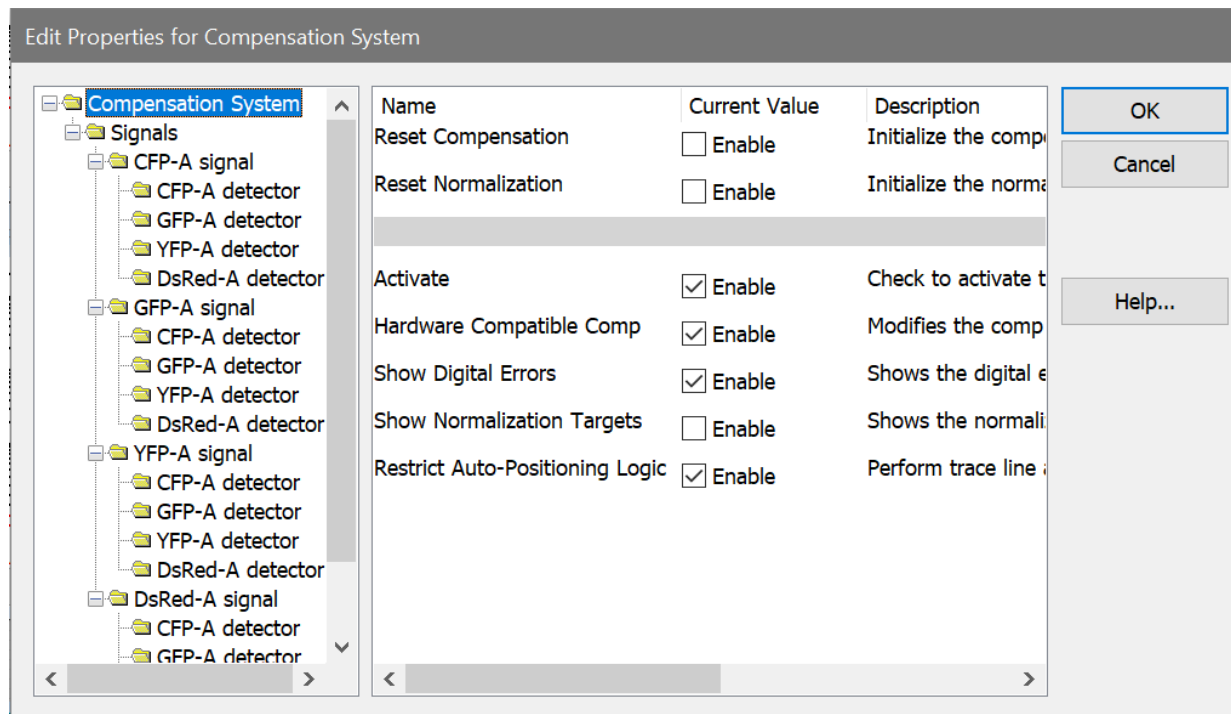 Edit Properties for Compensation System
Compensation System
Signals
CFP-A signal
CFP-A detector
GFP-A detector
YFP-A detector
DsRed-A detector
GFP-A signal
CFP-A detector
GFP-A detector
YFP-A detector
DsRed-A detector
YFP-A signal
CFP-A detector
GFP-A detector
YFP-A detector
DsRed-A detector
DsRed-A signal
CFP-A detector
GFP-A detector
Name Current Value Description
Reset Compensation Enable Initialize the comp
Reset Normalization Enable Initialize the norma
Activate Enable Check to activate t
Hardware Compatible Comp Enable Modifies the comp
Show Digital Errors Enable Shows the digital e
Show Normalization Targets Enable Shows the normali
Restrict Auto-Positioning Logic Enable Perform trace line a
OK
Cancel
Help...